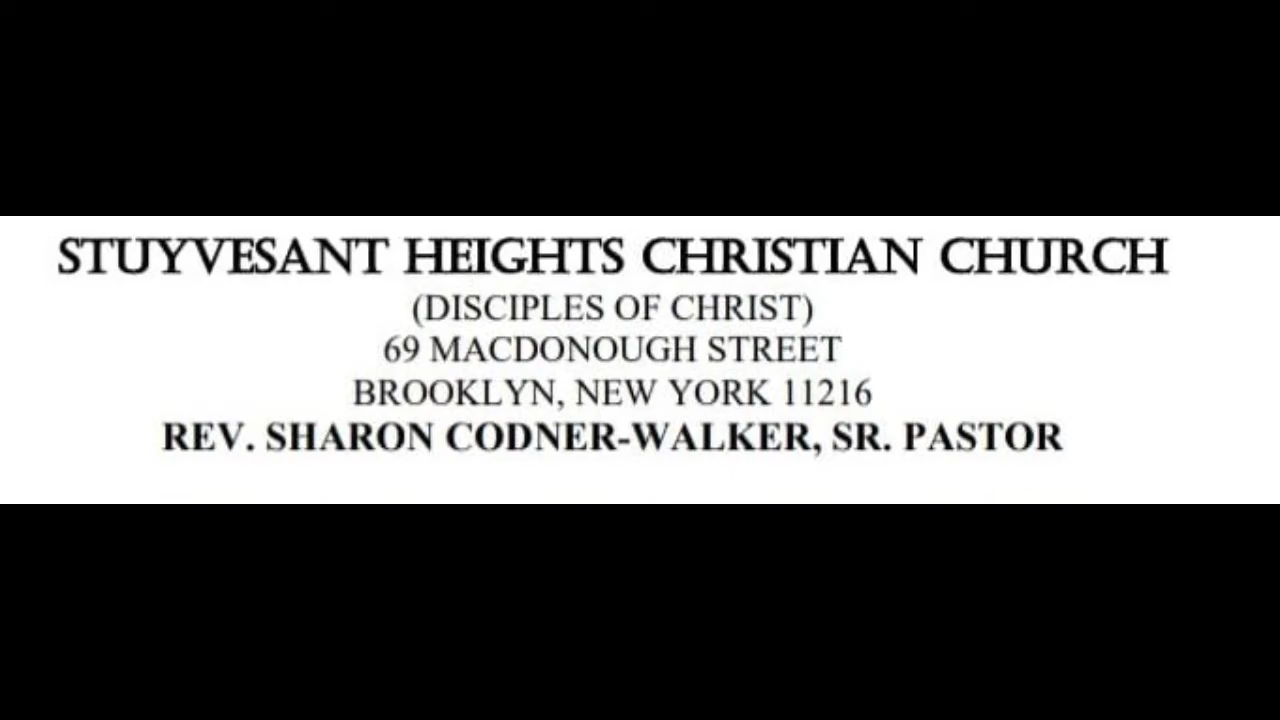 STUYVESANT HEIGHTS CHRISTIAN CHURCH
(DISCIPLES OF CHRIST)
69 MACDONOUGH STREET
BROOKLYN, NEW YORK 11216
REV. SHARON CODNER-WALKER, SR. PASTOR